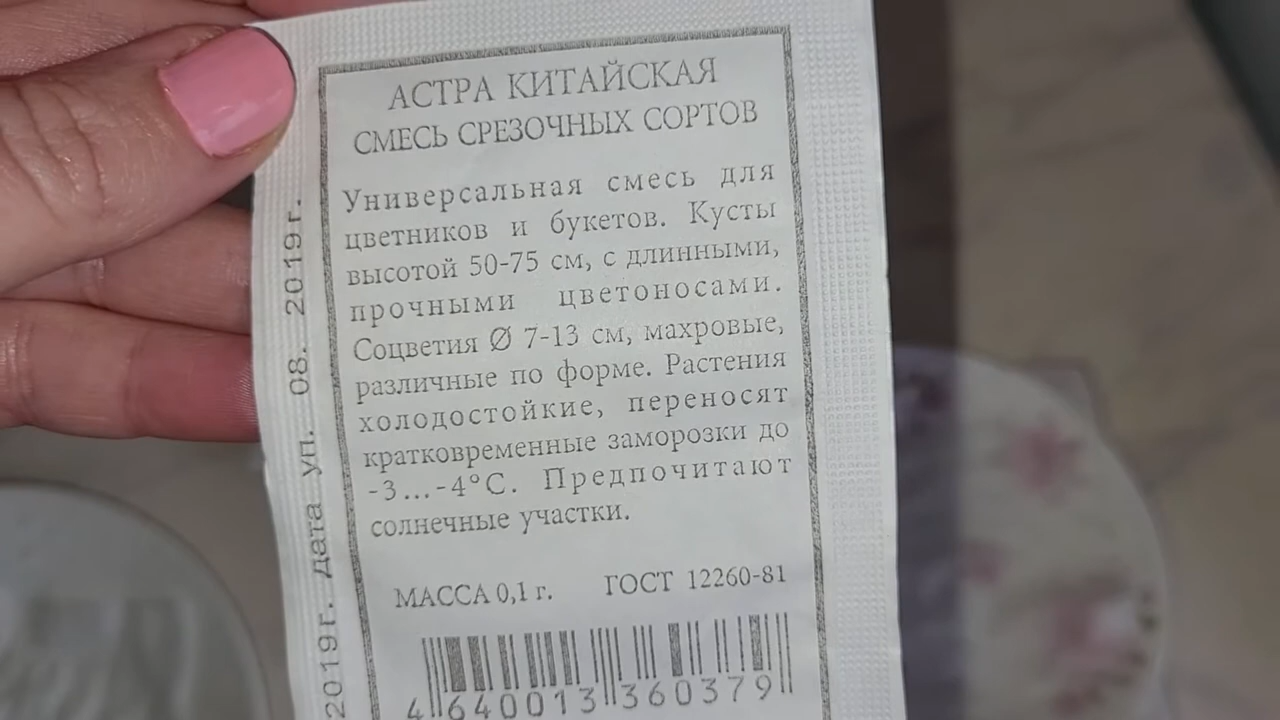 АСТРА КИТАЙСКАЯ
СМЕСЬ СРЕЗОЧНЫХ СОРТОВ
Универсальная смесь для
цветников и букетов. Кусты
высотой 50-75 см, с длинными,
прочными цветоносами.
Соцветия Ø 7-13 см, махровые,
различные по форме. Растения
холодостойкие, переносят
кратковременные заморозки до
-3...-4°С. Предпочитают
солнечные участки.
МАССА 0,1 г. ГОСТ 12260-81
4 640013 360379
2019г. дата уп. 08. 2019г.